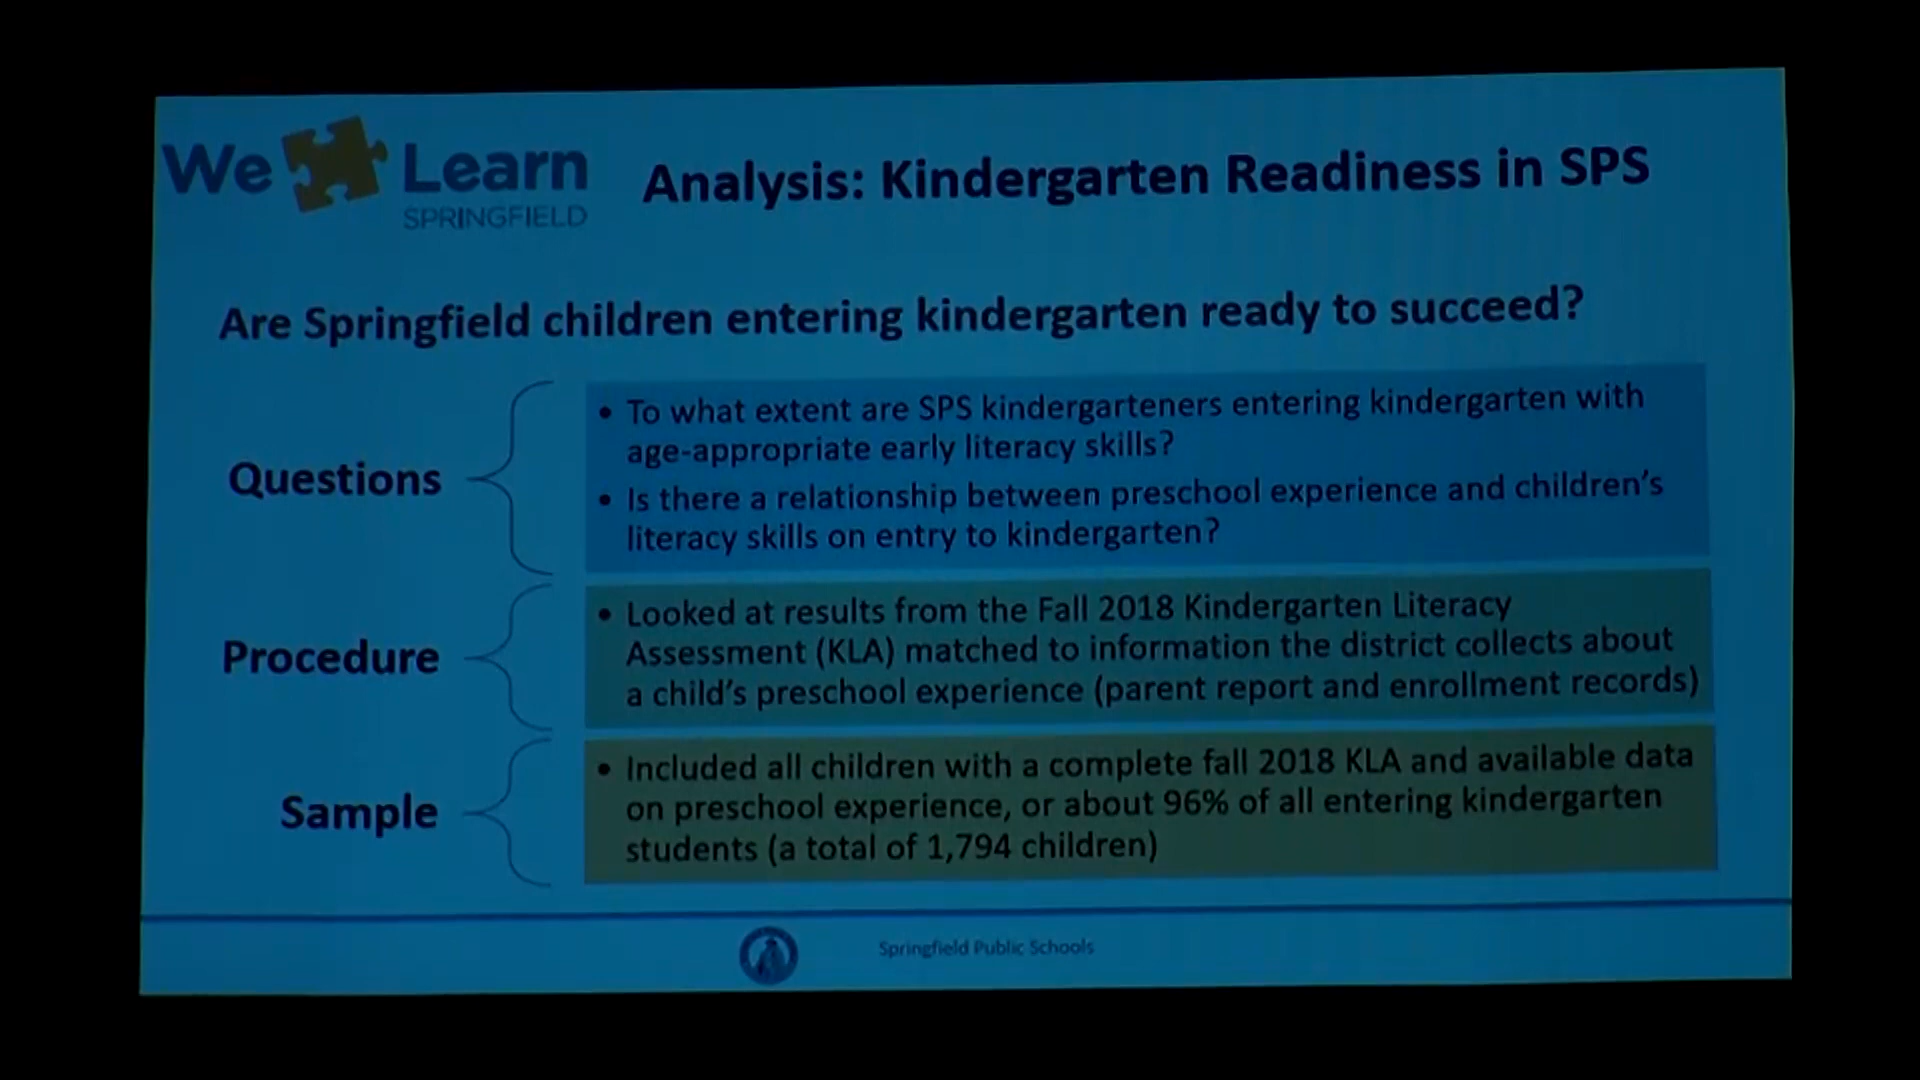 We Learn
SPRINGFIELD
Analysis: Kindergarten Readiness in SPS
Are Springfield children entering kindergarten ready to succeed?
Questions
• To what extent are SPS kindergarteners entering kindergarten with
age-appropriate early literacy skills?
• Is there a relationship between preschool experience and children's
literacy skills on entry to kindergarten?
Procedure
• Looked at results from the Fall 2018 Kindergarten Literacy
Assessment (KLA) matched to information the district collects about
a child's preschool experience (parent report and enrollment records)
Sample
• Included all children with a complete fall 2018 KLA and available data
on preschool experience, or about 96% of all entering kindergarten
students (a total of 1,794 children)
Springfield Public Schools